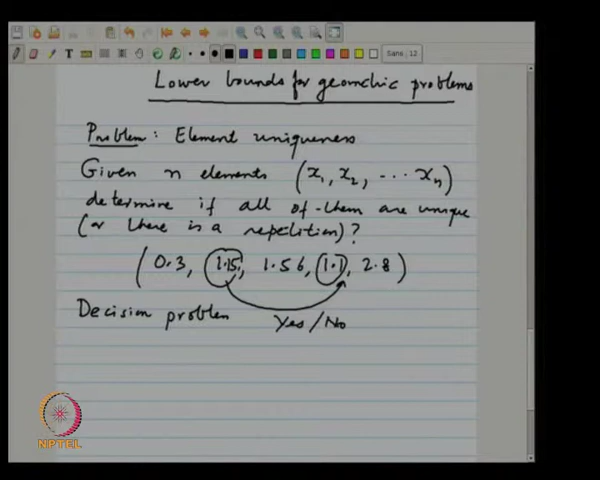 Sans, 12
Lower bounds for geometric problems
Problem: Element uniqueness
Given n elements (x₁, x₂, ... xₙ)
determine if all of them are unique
(or there is a repetition)?
(0.3, 1.15, 1.56, 1.1, 2.8)
Decision problem Yes/No
NPTEL